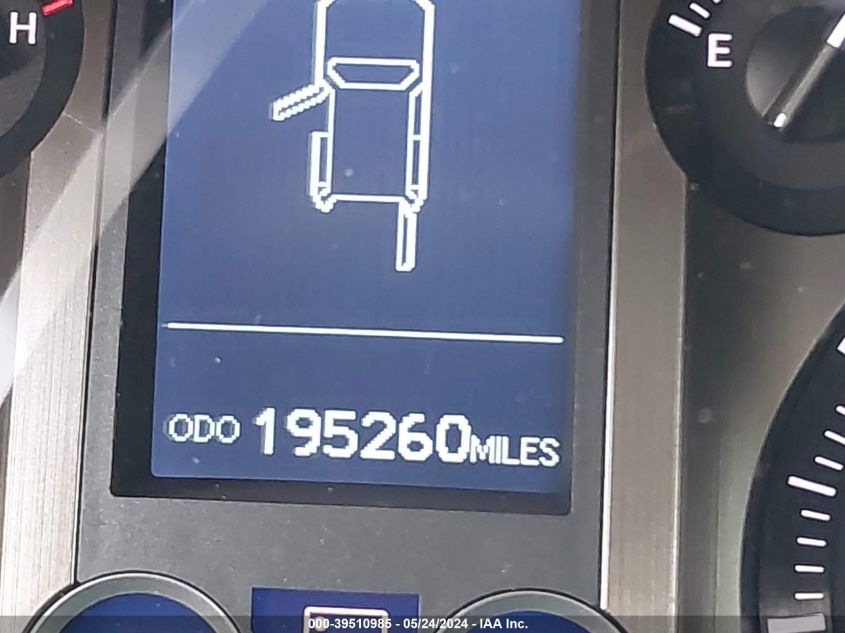 H
E
ODO 195260MILES
000-39510985 - 05/24/2024 - IAA Inc.